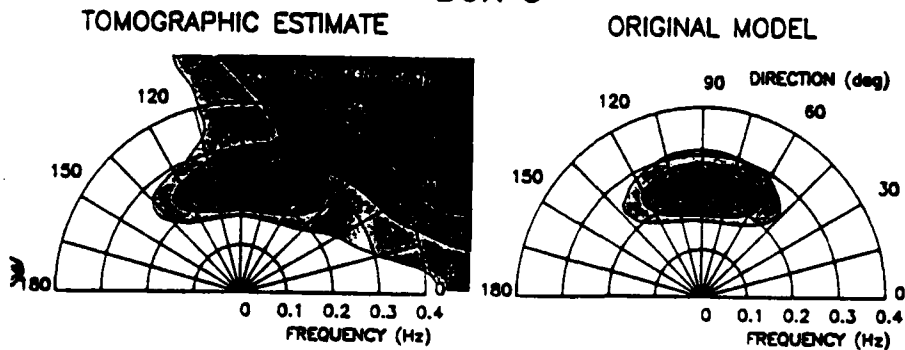 TOMOGRAPHIC ESTIMATE
ORIGINAL MODEL
120
150
180
0
0 0.1 0.2 0.3 0.4
FREQUENCY (Hz)
90 DIRECTION (deg)
120
60
150
30
180
0
0 0.1 0.2 0.3 0.4
FREQUENCY (Hz)